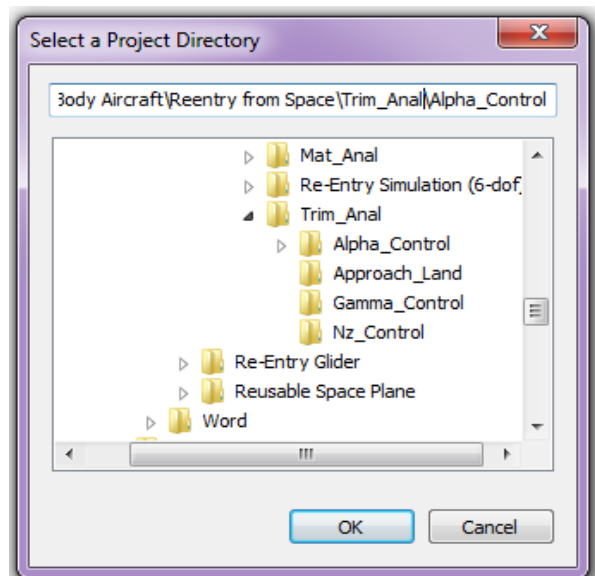 Select a Project Directory
Body Aircraft\Reentry from Space\Trim_Anal\Alpha_Control
Mat_Anal
Re-Entry Simulation (6-dof)
Trim_Anal
Alpha_Control
Approach_Land
Gamma_Control
Nz_Control
Re-Entry Glider
Reusable Space Plane
Word
OK
Cancel